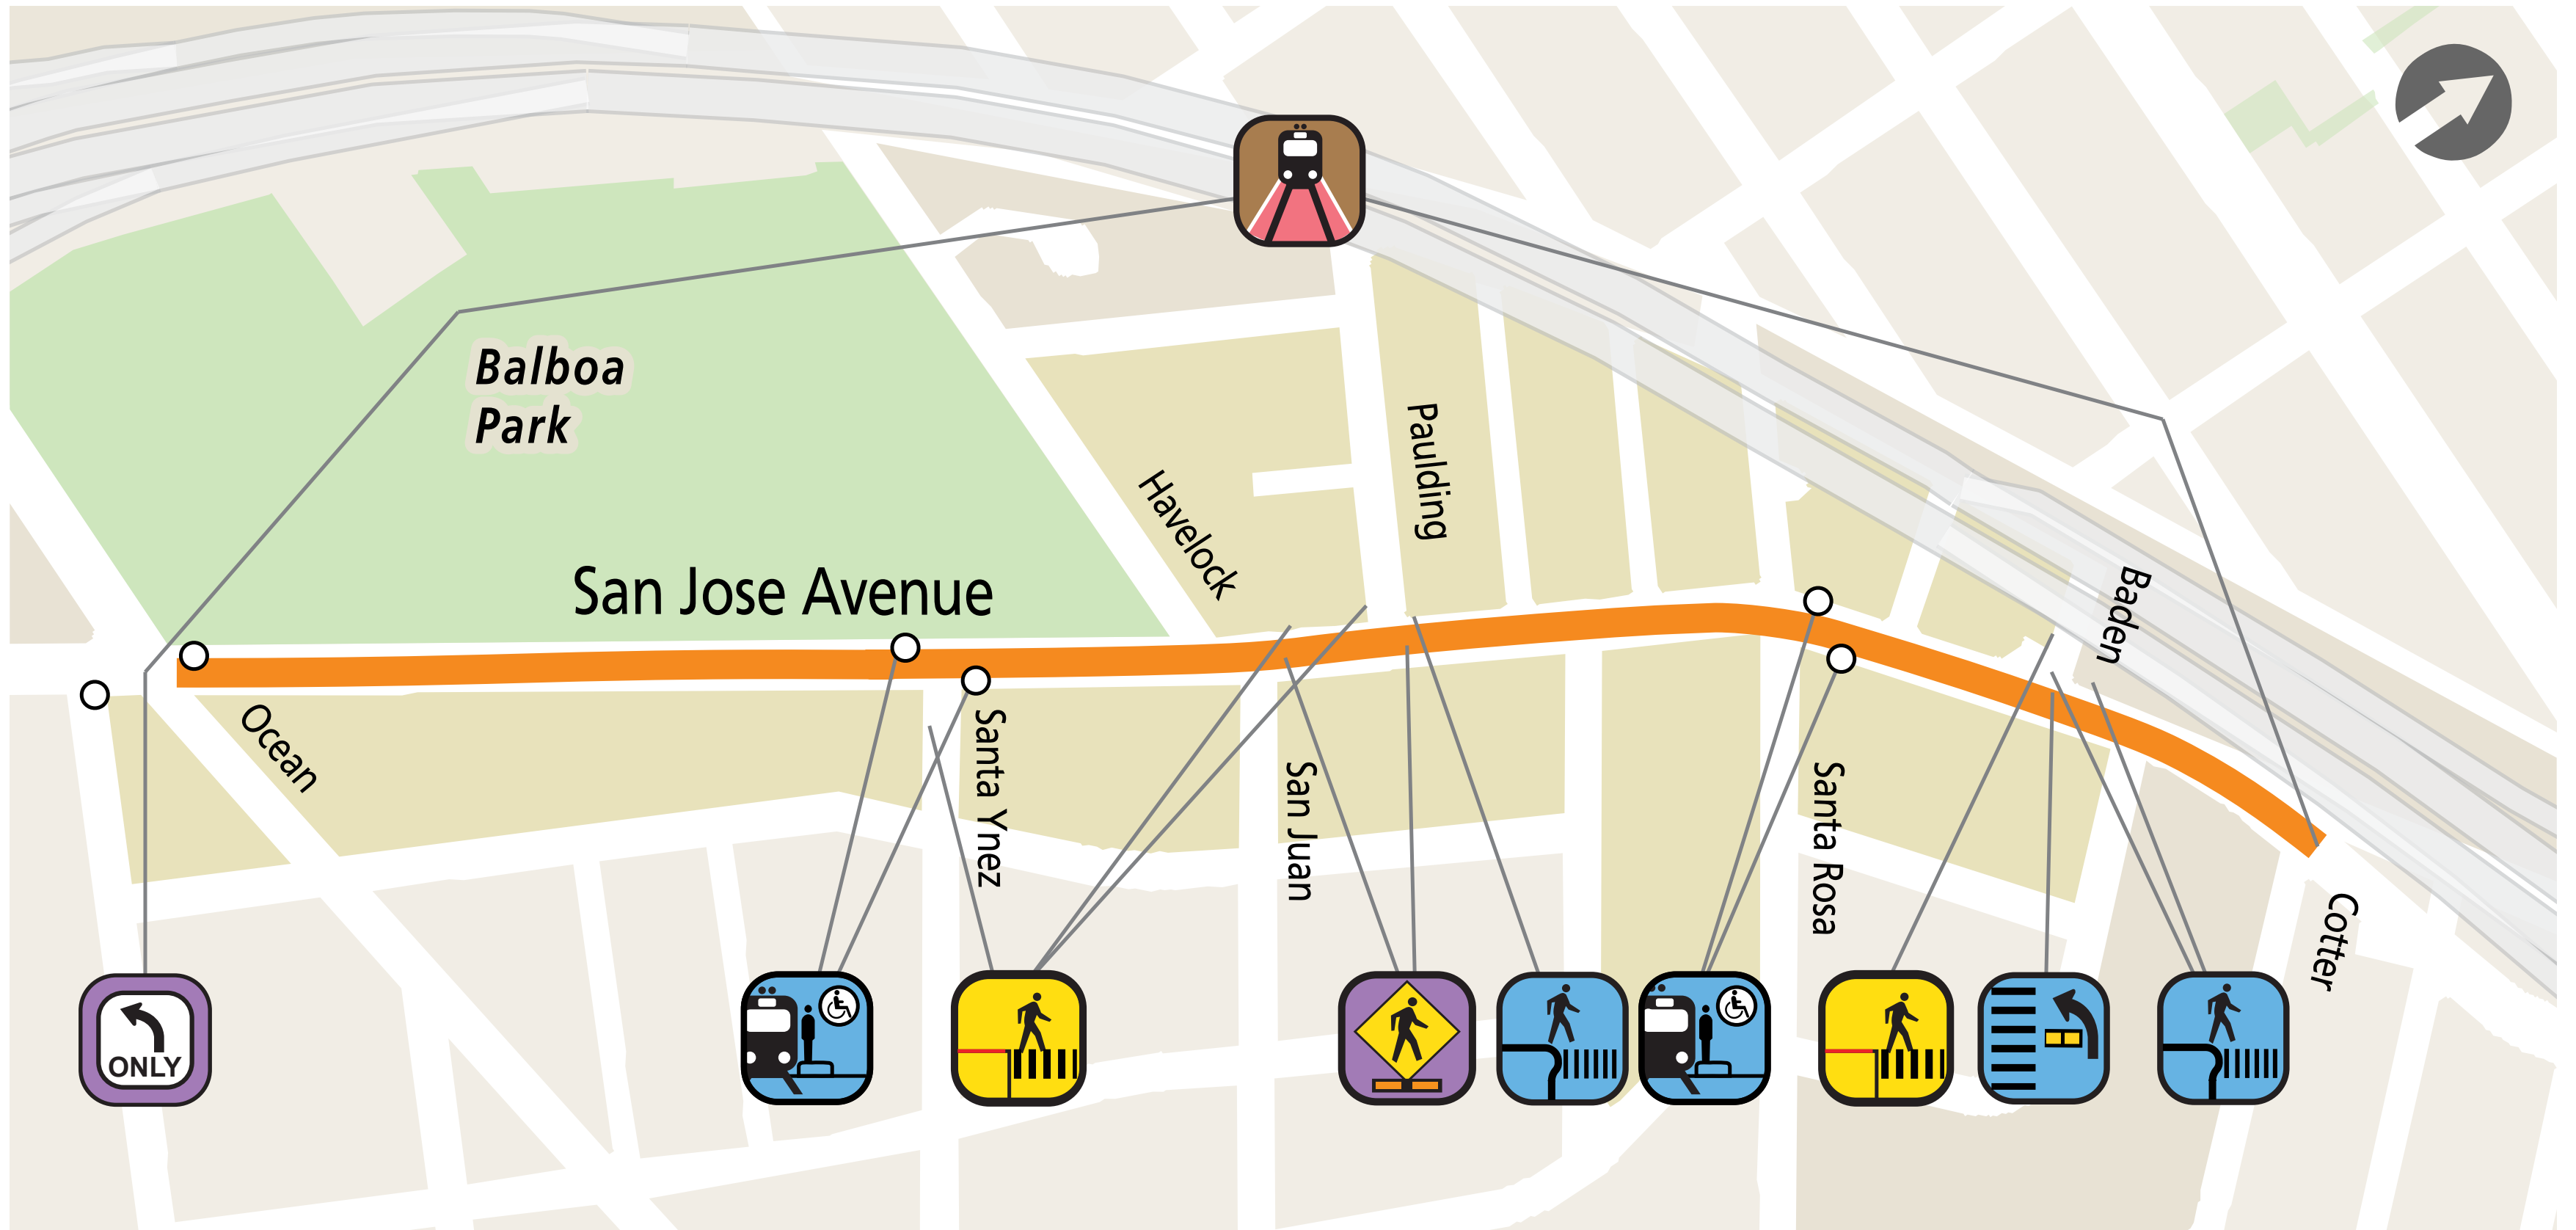 Balboa
Park
Paulding
Havelock
San Jose Avenue
Baden
Ocean
Santa Ynez
San Juan
Santa Rosa
Cotter
ONLY